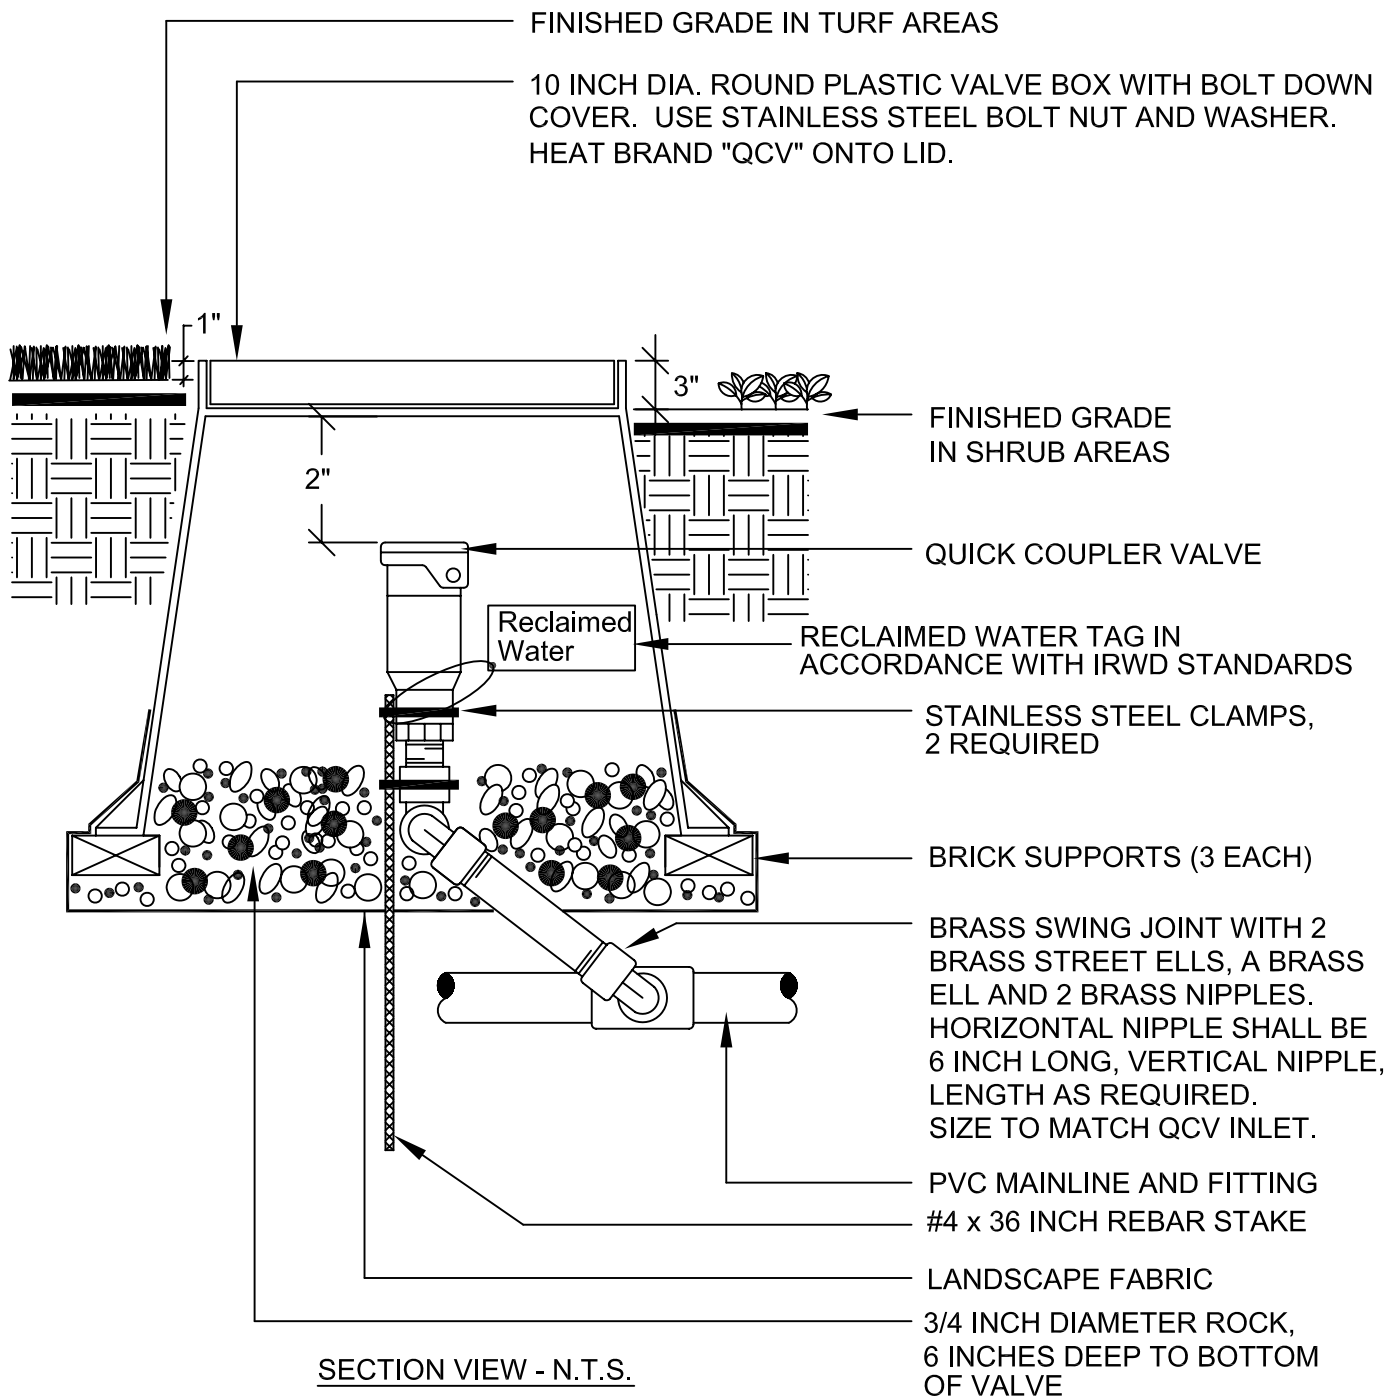 FINISHED GRADE IN TURF AREAS
10 INCH DIA. ROUND PLASTIC VALVE BOX WITH BOLT DOWN
COVER.  USE STAINLESS STEEL BOLT NUT AND WASHER.
HEAT BRAND "QCV" ONTO LID.
1"
3"
FINISHED GRADE
IN SHRUB AREAS
2"
QUICK COUPLER VALVE
Reclaimed
Water
RECLAIMED WATER TAG IN
ACCORDANCE WITH IRWD STANDARDS
STAINLESS STEEL CLAMPS,
2 REQUIRED
BRICK SUPPORTS (3 EACH)
BRASS SWING JOINT WITH 2
BRASS STREET ELLS, A BRASS
ELL AND 2 BRASS NIPPLES.
HORIZONTAL NIPPLE SHALL BE
6 INCH LONG, VERTICAL NIPPLE,
LENGTH AS REQUIRED.
SIZE TO MATCH QCV INLET.
PVC MAINLINE AND FITTING
#4 x 36 INCH REBAR STAKE
LANDSCAPE FABRIC
3/4 INCH DIAMETER ROCK,
6 INCHES DEEP TO BOTTOM
OF VALVE
SECTION VIEW - N.T.S.